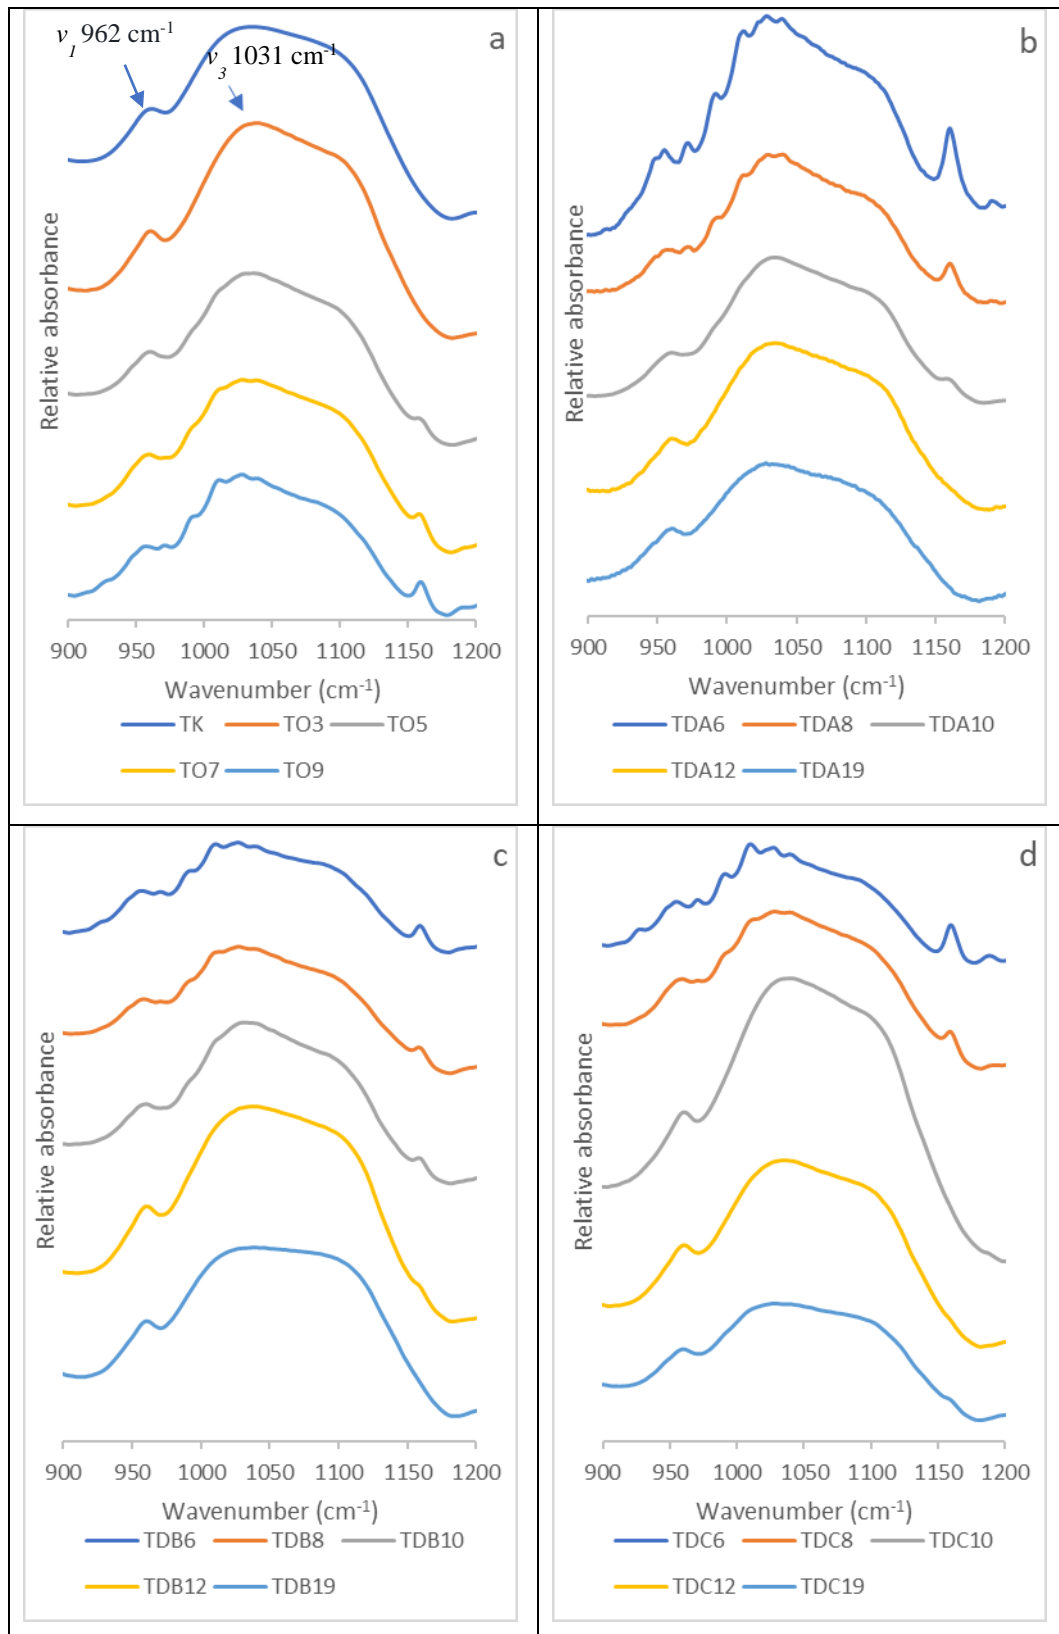 a
v1 962 cm-1
v3 1031 cm-1
Relative absorbance
900 950 1000 1050 1100 1150 1200
Wavenumber (cm-1)
TK TO3 TO5
TO7 TO9
b
Relative absorbance
900 950 1000 1050 1100 1150 1200
Wavenumber (cm-1)
TDA6 TDA8 TDA10
TDA12 TDA19
c
Relative absorbance
900 950 1000 1050 1100 1150 1200
Wavenumber (cm-1)
TDB6 TDB8 TDB10
TDB12 TDB19
d
Relative absorbance
900 950 1000 1050 1100 1150 1200
Wavenumber (cm-1)
TDC6 TDC8 TDC10
TDC12 TDC19